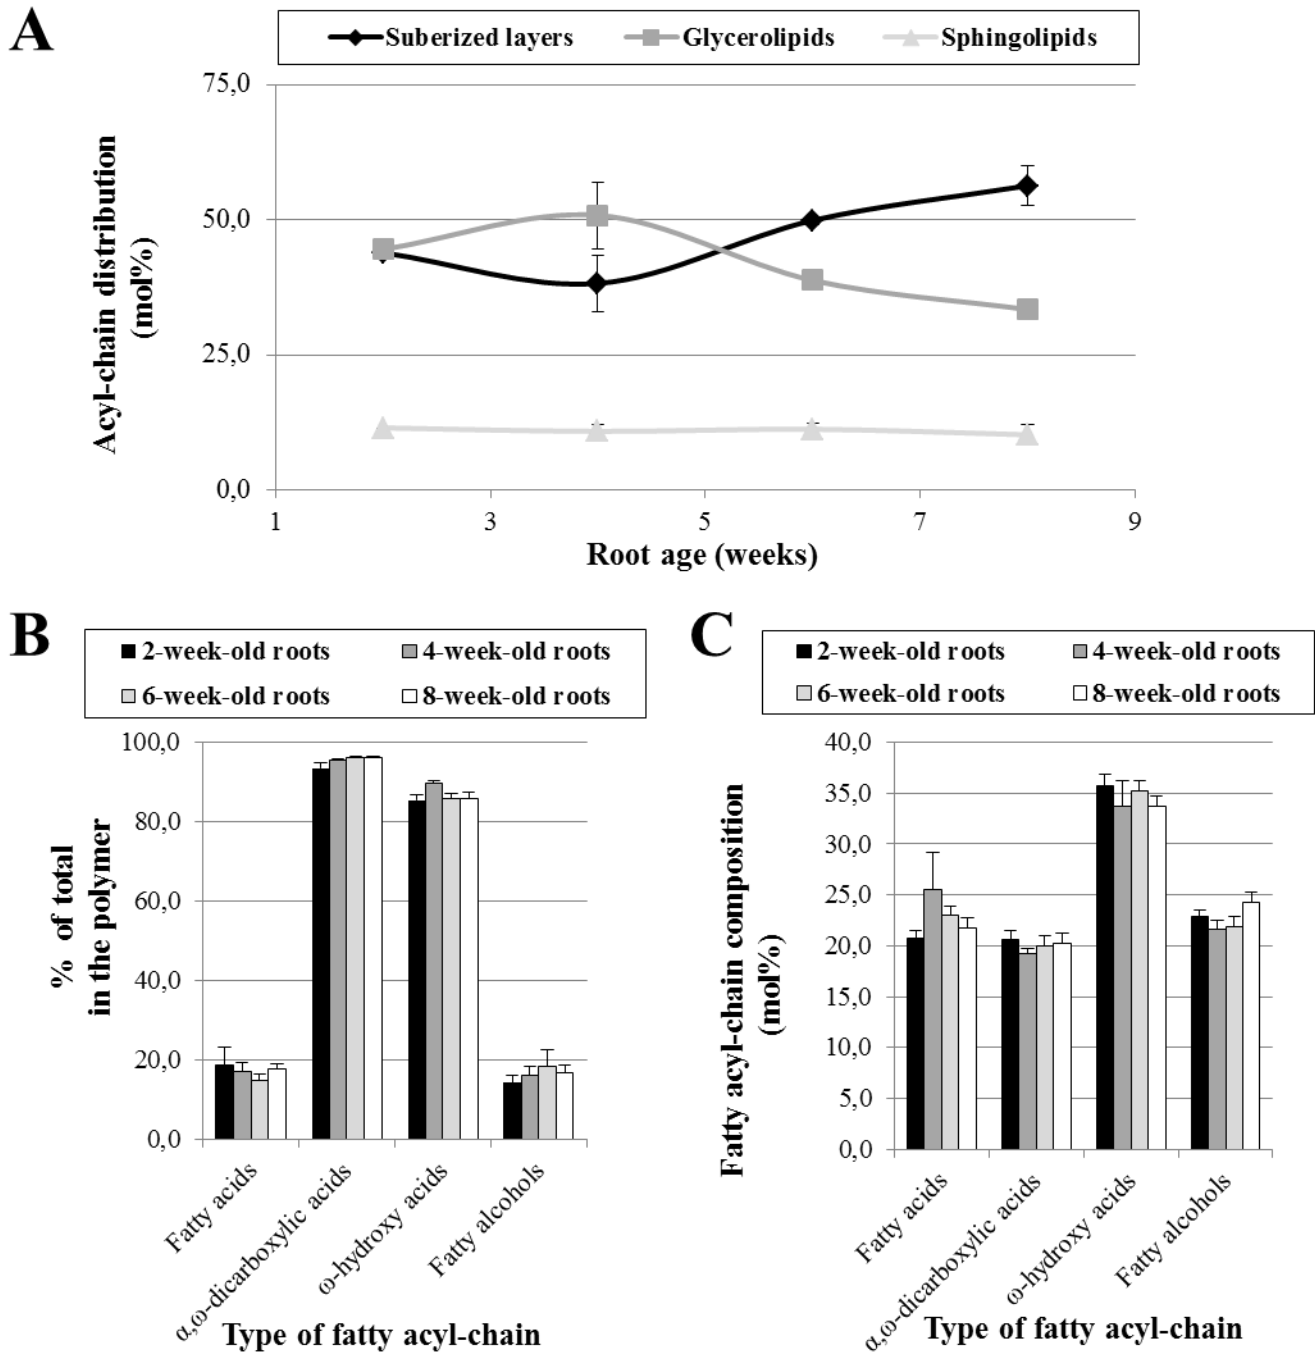 A
Suberized layers Glycerolipids Sphingolipids
75,0
50,0
25,0
0,0
Acyl-chain distribution
(mol%)
1 3 5 7 9
Root age (weeks)
B
2-week-old roots 4-week-old roots
6-week-old roots 8-week-old roots
100,0
80,0
60,0
40,0
20,0
0,0
% of total
in the polymer
Fatty acids
α,ω-dicarboxylic acids
ω-hydroxy acids
Fatty alcohols
Type of fatty acyl-chain
C
2-week-old roots 4-week-old roots
6-week-old roots 8-week-old roots
40,0
35,0
30,0
25,0
20,0
15,0
10,0
5,0
0,0
Fatty acyl-chain composition
(mol%)
Fatty acids
α,ω-dicarboxylic acids
ω-hydroxy acids
Fatty alcohols
Type of fatty acyl-chain